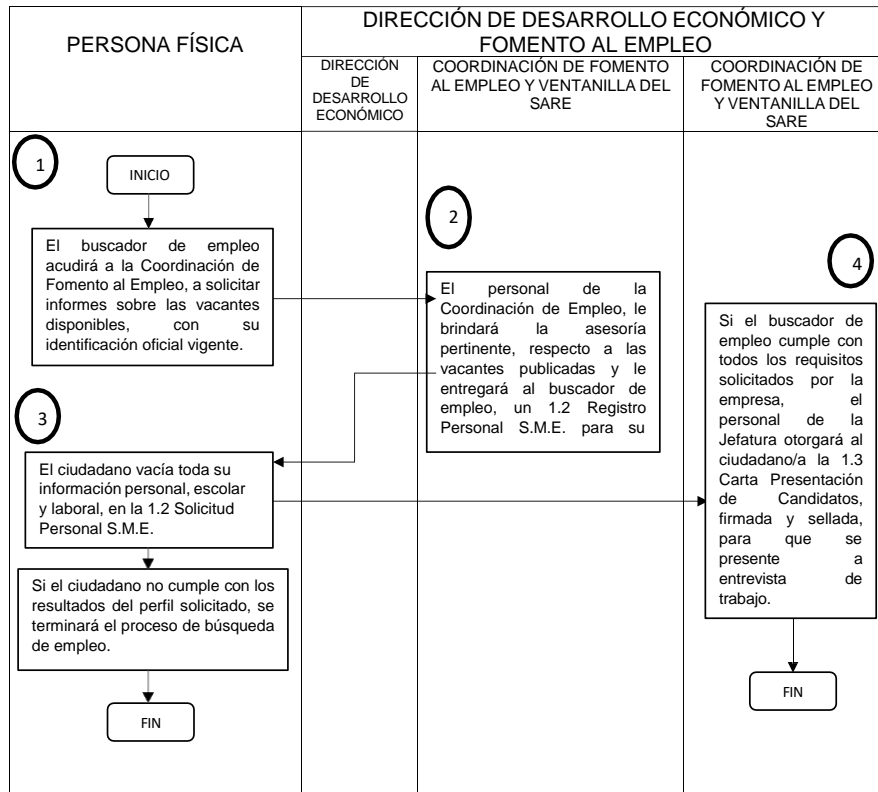 PERSONA FÍSICA
DIRECCIÓN DE DESARROLLO ECONÓMICO Y
FOMENTO AL EMPLEO
DIRECCIÓN
DE
DESARROLLO
ECONÓMICO
COORDINACIÓN DE FOMENTO
AL EMPLEO Y VENTANILLA DEL
SARE
COORDINACIÓN DE
FOMENTO AL EMPLEO
Y VENTANILLA DEL
SARE
1
INICIO
El buscador de empleo
acudirá a la Coordinación de
Fomento al Empleo, a solicitar
informes sobre las vacantes
disponibles, con su
identificación oficial vigente.
2
El personal de la
Coordinación de Empleo, le
brindará la asesoría
pertinente, respecto a las
vacantes publicadas y le
entregará al buscador de
empleo, un 1.2 Registro
Personal S.M.E. para su
3
El ciudadano vacía toda su
información personal, escolar
y laboral, en la 1.2 Solicitud
Personal S.M.E.
Si el ciudadano no cumple con los
resultados del perfil solicitado, se
terminará el proceso de búsqueda
de empleo.
FIN
4
Si el buscador de
empleo cumple con
todos los requisitos
solicitados por la
empresa, el
personal de la
Jefatura otorgará al
ciudadano/a la 1.3
Carta Presentación
de Candidatos,
firmada y sellada,
para que se
presente a
entrevista de
trabajo.
FIN